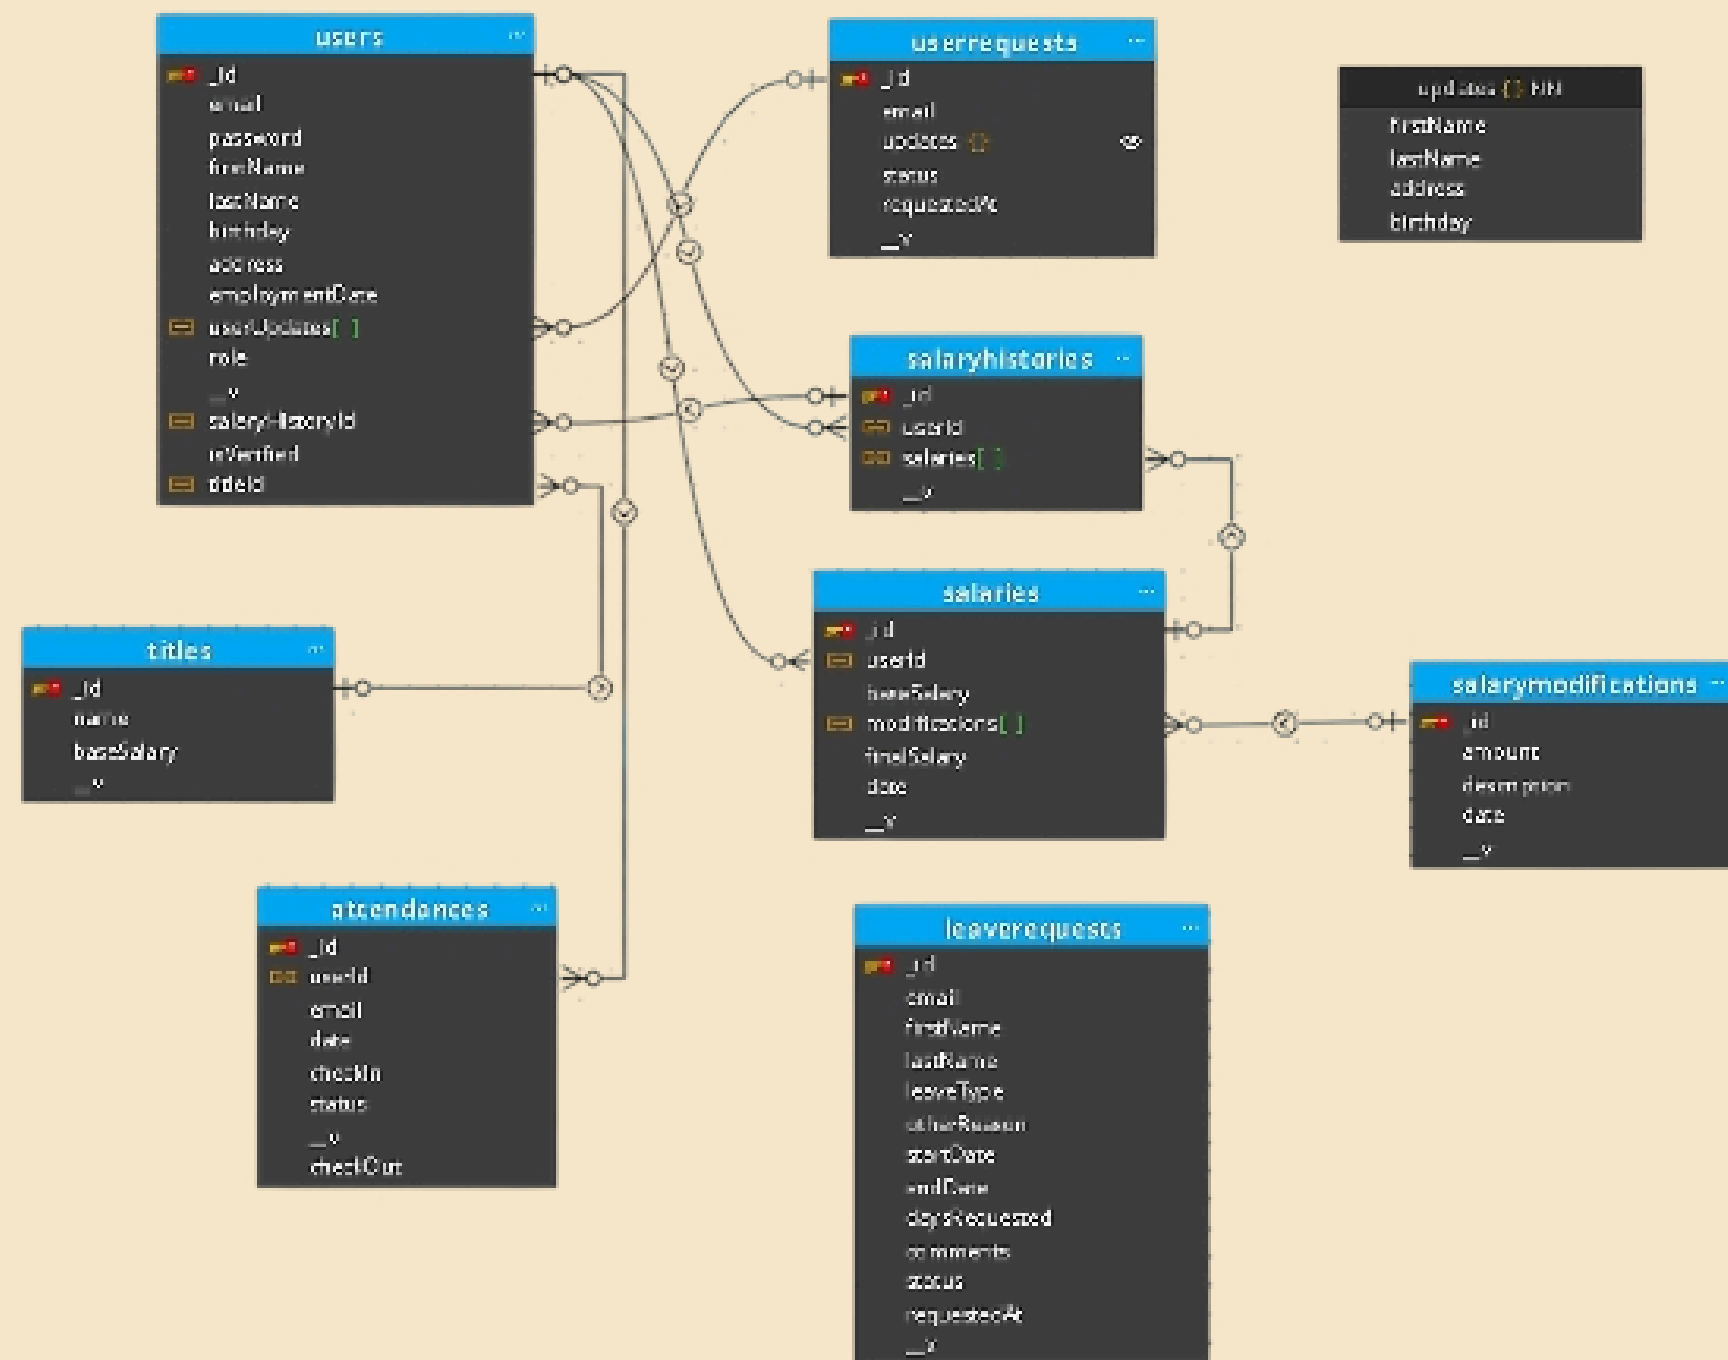 users
_id
email
password
firstName
lastName
birthday
address
employmentDate
userUpdates[ ]
role
__v
salaryHistoryId
isVerified
titleId
userrequests
_id
email
updates {}
status
requestedAt
__v
updates {}
firstName
lastName
address
birthday
salaryhistories
_id
userId
salaries[ ]
__v
salaries
_id
userId
baseSalary
modifications[ ]
finalSalary
date
__v
titles
_id
name
baseSalary
__v
salarymodifications
_id
amount
description
date
__v
attendances
_id
userId
email
date
checkIn
status
__v
checkOut
leaverequests
_id
email
firstName
lastName
leaveType
otherReason
startDate
endDate
daysRequested
comments
status
requestedAt
__v